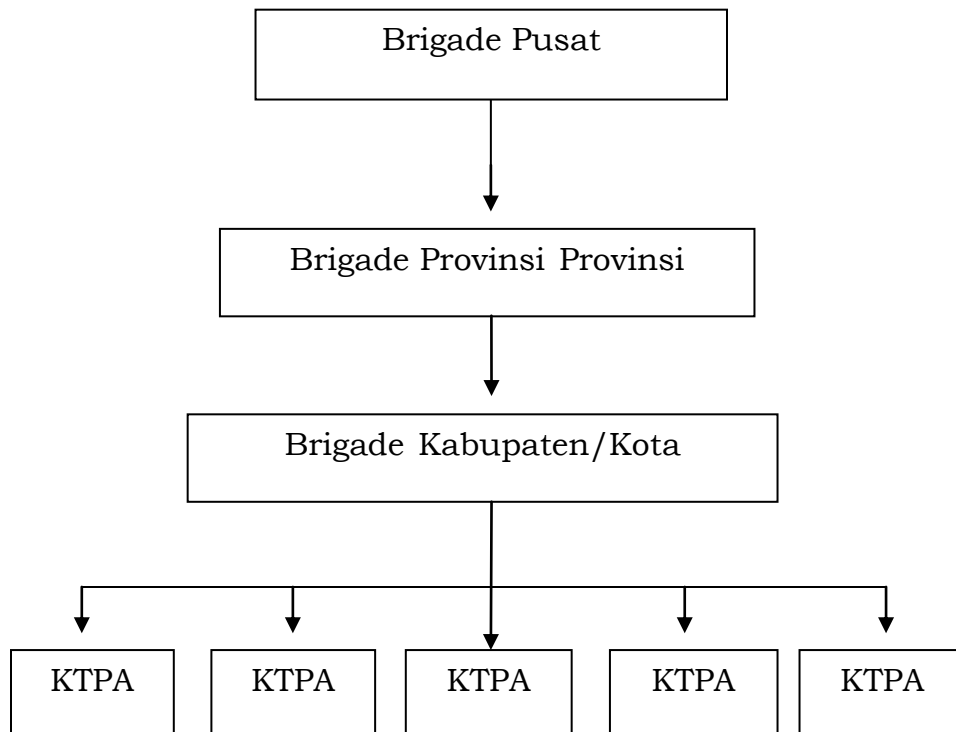 Brigade Pusat
Brigade Provinsi Provinsi
Brigade Kabupaten/Kota
KTPA
KTPA
KTPA
KTPA
KTPA